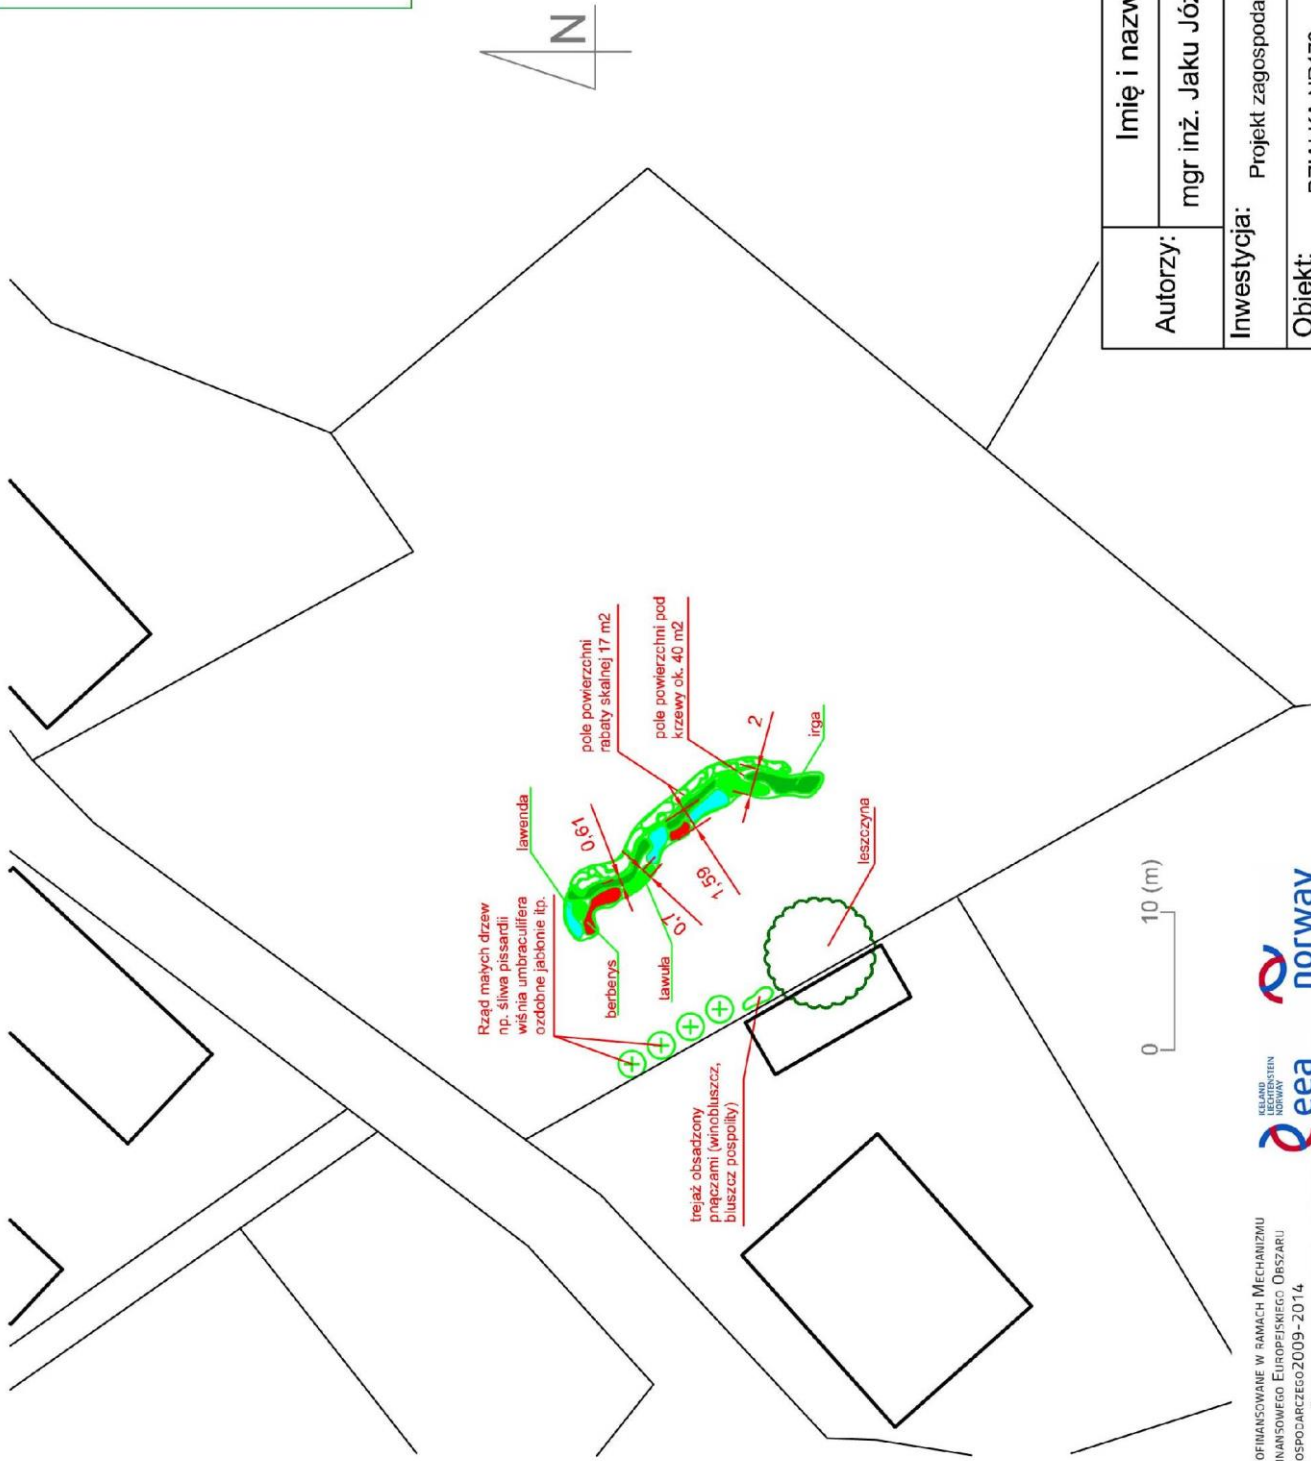 N
Rząd małych drzew
np. śliwa pissardii
wiśnia umbraculifera
ozdobne jabłonie itp.
lawenda
pole powierzchni
rabaty skalnej 17 m2
pole powierzchni pod
krzewy ok. 40 m2
0,61
0,7
1,59
2
berberys
tawuła
irga
leszczyna
trejaż obsadzony
pnączami (winobluszcz,
bluszcz pospolity)
0 10 (m)
Autorzy:
Imię i nazw
mgr inż. Jaku Józ
Inwestycja: Projekt zagospoda
Obiekt:
OFINANSOWANE W RAMACH MECHANIZMU
INANSOWEGO EUROPEJSKIEGO OBSZARU
OSPODARCZEGO2009-2014
ICELAND
LIECHTENSTEIN
NORWAY
eea
norway